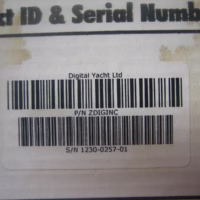 ct ID & Serial Numb
Digital Yacht Ltd
P/N ZDIGINC
S/N 1230-0257-01